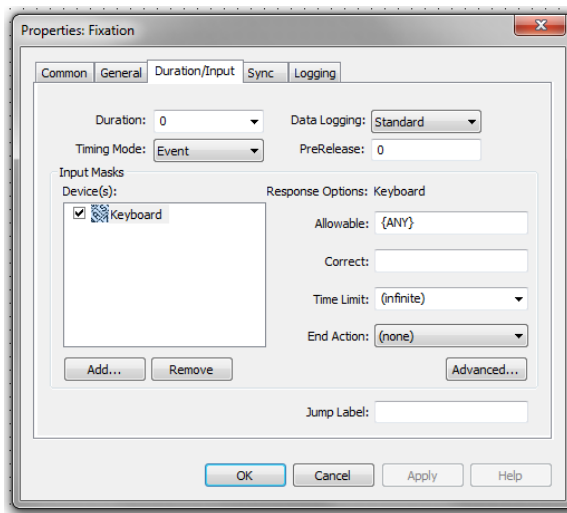 Properties: Fixation
Common General Duration/Input Sync Logging
Duration: 0 Data Logging: Standard
Timing Mode: Event PreRelease: 0
Input Masks
Device(s): Response Options: Keyboard
Keyboard
Allowable: {ANY}
Correct:
Time Limit: (infinite)
End Action: (none)
Add... Remove Advanced...
Jump Label:
OK Cancel Apply Help